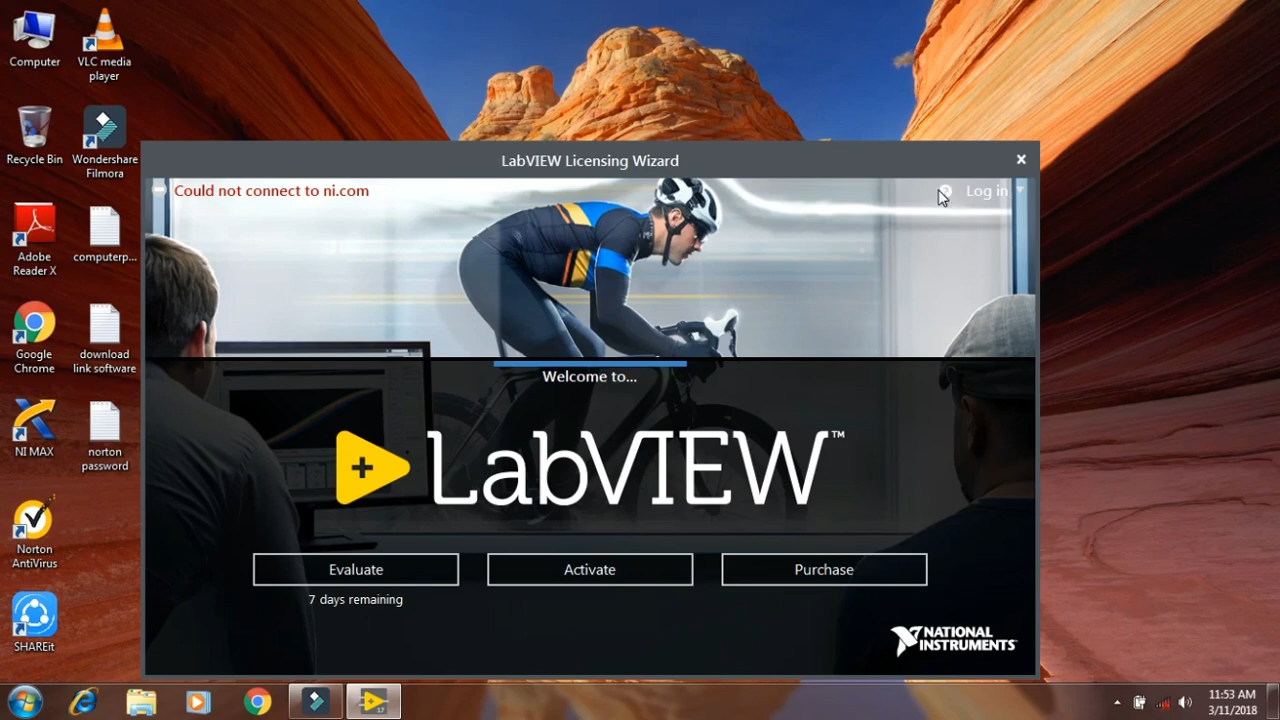 Computer
VLC media
player
Recycle Bin
Wondershare
Filmora
Adobe
Reader X
computerp...
Google
Chrome
download
link software
NI MAX
norton
password
Norton
AntiVirus
SHAREit
LabVIEW Licensing Wizard
Could not connect to ni.com
Log in
Welcome to...
LabVIEW™
Evaluate
Activate
Purchase
7 days remaining
NATIONAL
INSTRUMENTS
17
11:53 AM
3/11/2018